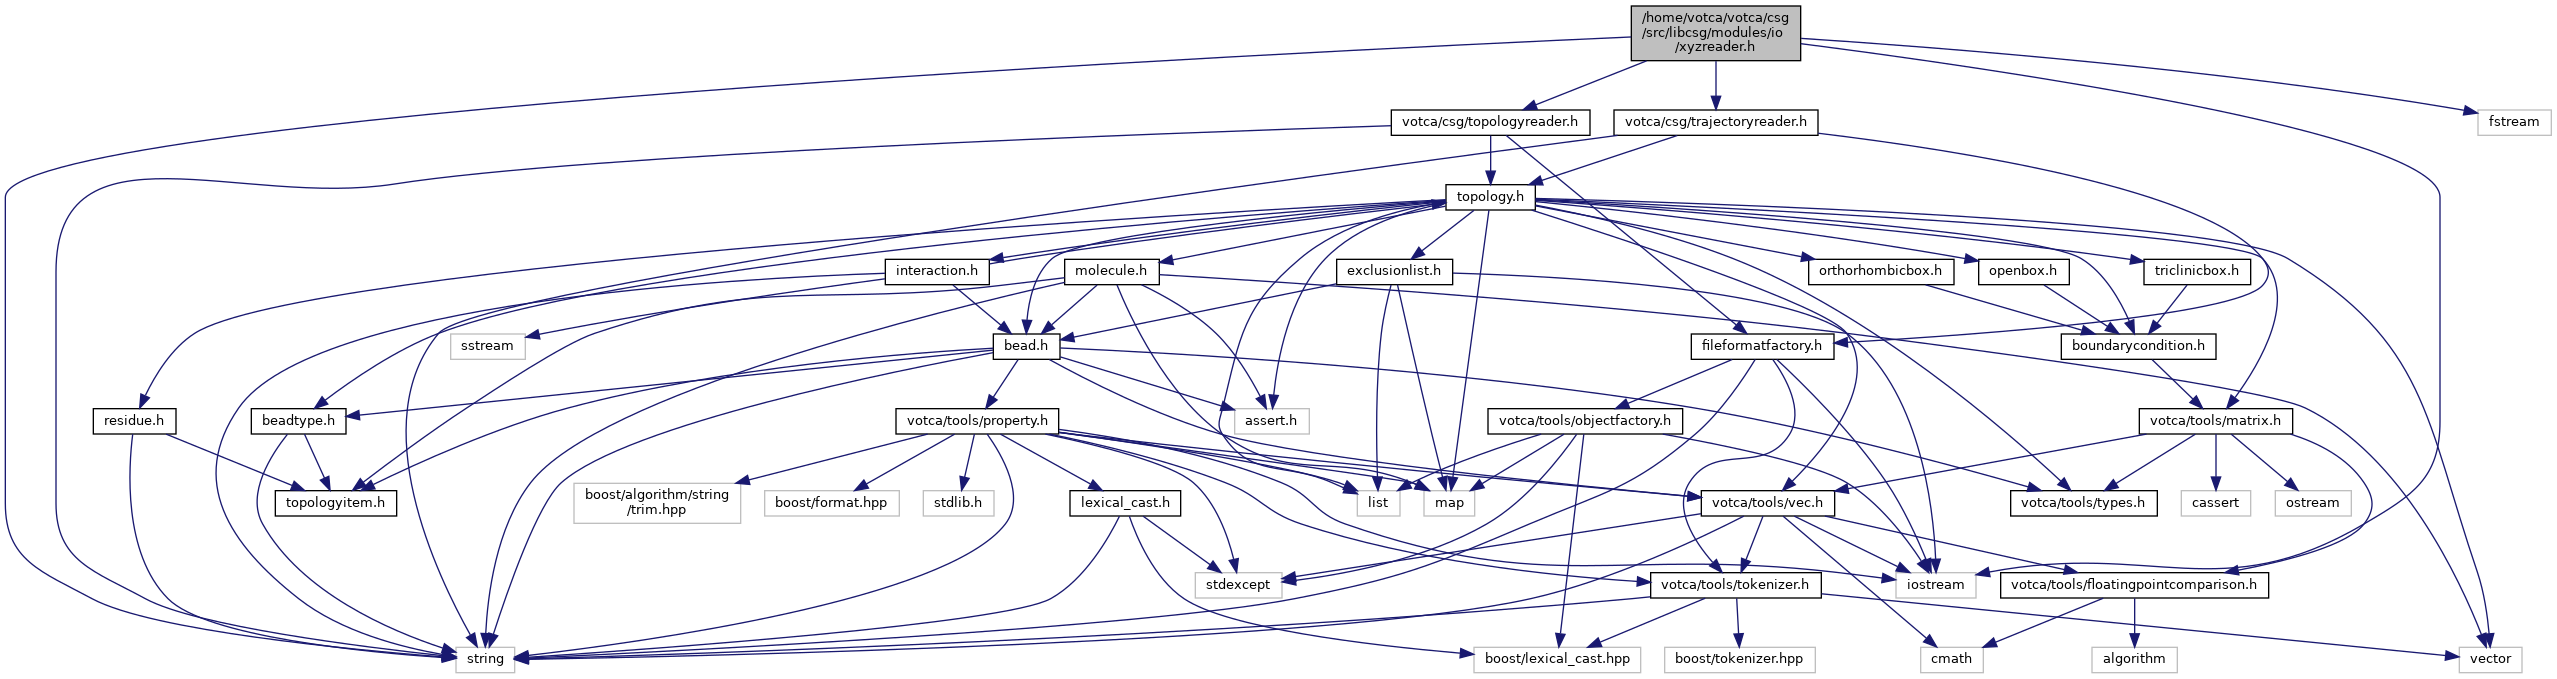 /home/votca/votca/csg
/src/libcsg/modules/io
/xyzreader.h
votca/csg/topologyreader.h
votca/csg/trajectoryreader.h
fstream
topology.h
interaction.h
molecule.h
exclusionlist.h
orthorhombicbox.h
openbox.h
triclinicbox.h
sstream
bead.h
fileformatfactory.h
boundarycondition.h
residue.h
beadtype.h
votca/tools/property.h
assert.h
votca/tools/objectfactory.h
votca/tools/matrix.h
topologyitem.h
boost/algorithm/string
/trim.hpp
boost/format.hpp
stdlib.h
lexical_cast.h
list
map
votca/tools/vec.h
votca/tools/types.h
cassert
ostream
stdexcept
votca/tools/tokenizer.h
iostream
votca/tools/floatingpointcomparison.h
string
boost/lexical_cast.hpp
boost/tokenizer.hpp
cmath
algorithm
vector